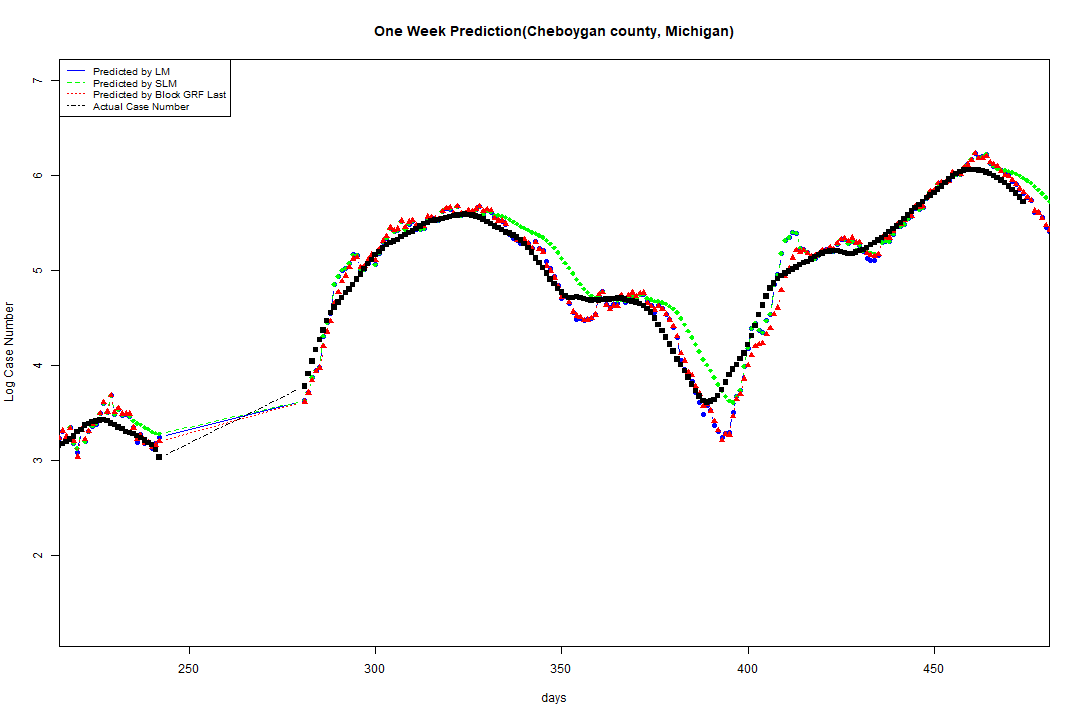 One Week Prediction(Cheboygan county, Michigan)
Predicted by LM
Predicted by SLM
Predicted by Block GRF Last
Actual Case Number
7
6
5
4
3
2
Log Case Number
250 300 350 400 450
days